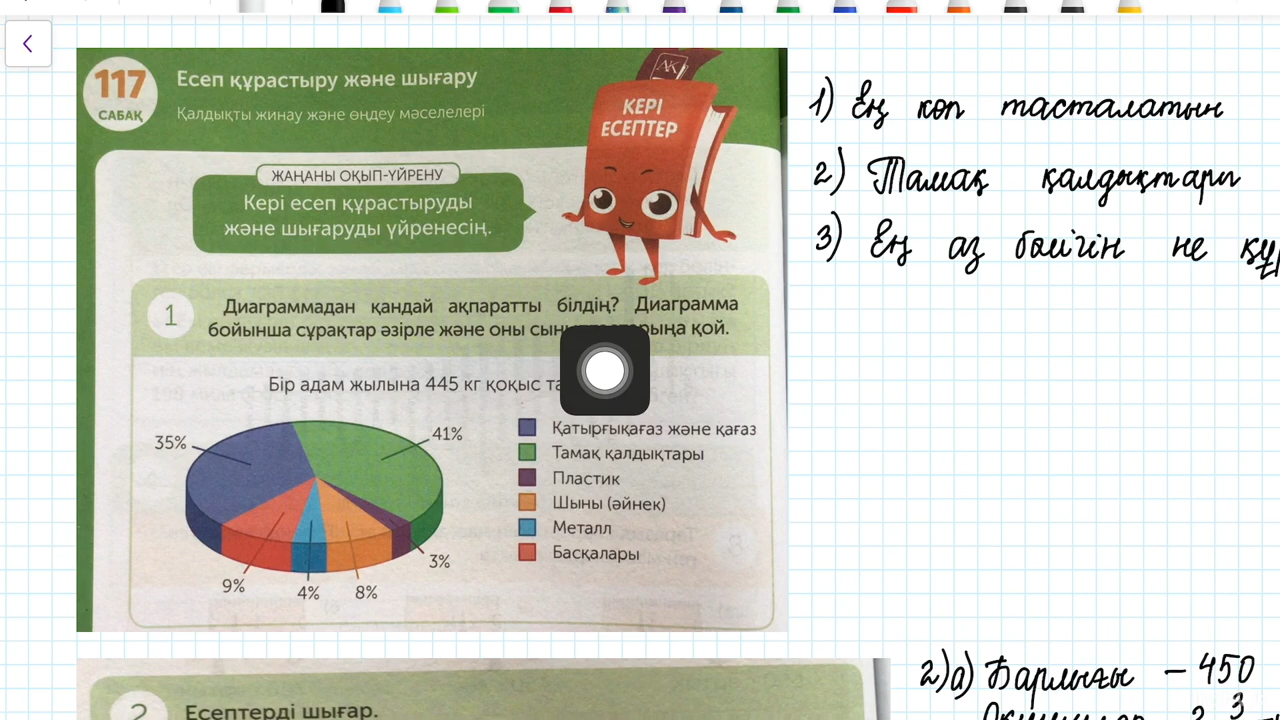 117
САБАҚ
Есеп құрастыру және шығару
Қалдықты жинау және өңдеу мәселелері
АҚ
КЕРІ
ЕСЕПТЕР
ЖАҢАНЫ ОҚЫП-ҮЙРЕНУ
Кері есеп құрастыруды
және шығаруды үйренесің.
1
Диаграммадан қандай ақпаратты білдің? Диаграмма
бойынша сұрақтар әзірле және оны қой.
Бір адам жылына 445 кг қоқыс
35%
41%
3%
8%
4%
9%
Қатырғықағаз және қағаз
Тамақ қалдықтары
Пластик
Шыны (әйнек)
Металл
Басқалары
2
Есептерді шығар.
1) Ең көп тасталатын
2) Тамақ қалдықтары
3) Ең аз бөлігін не
2)а) Барлығы – 450